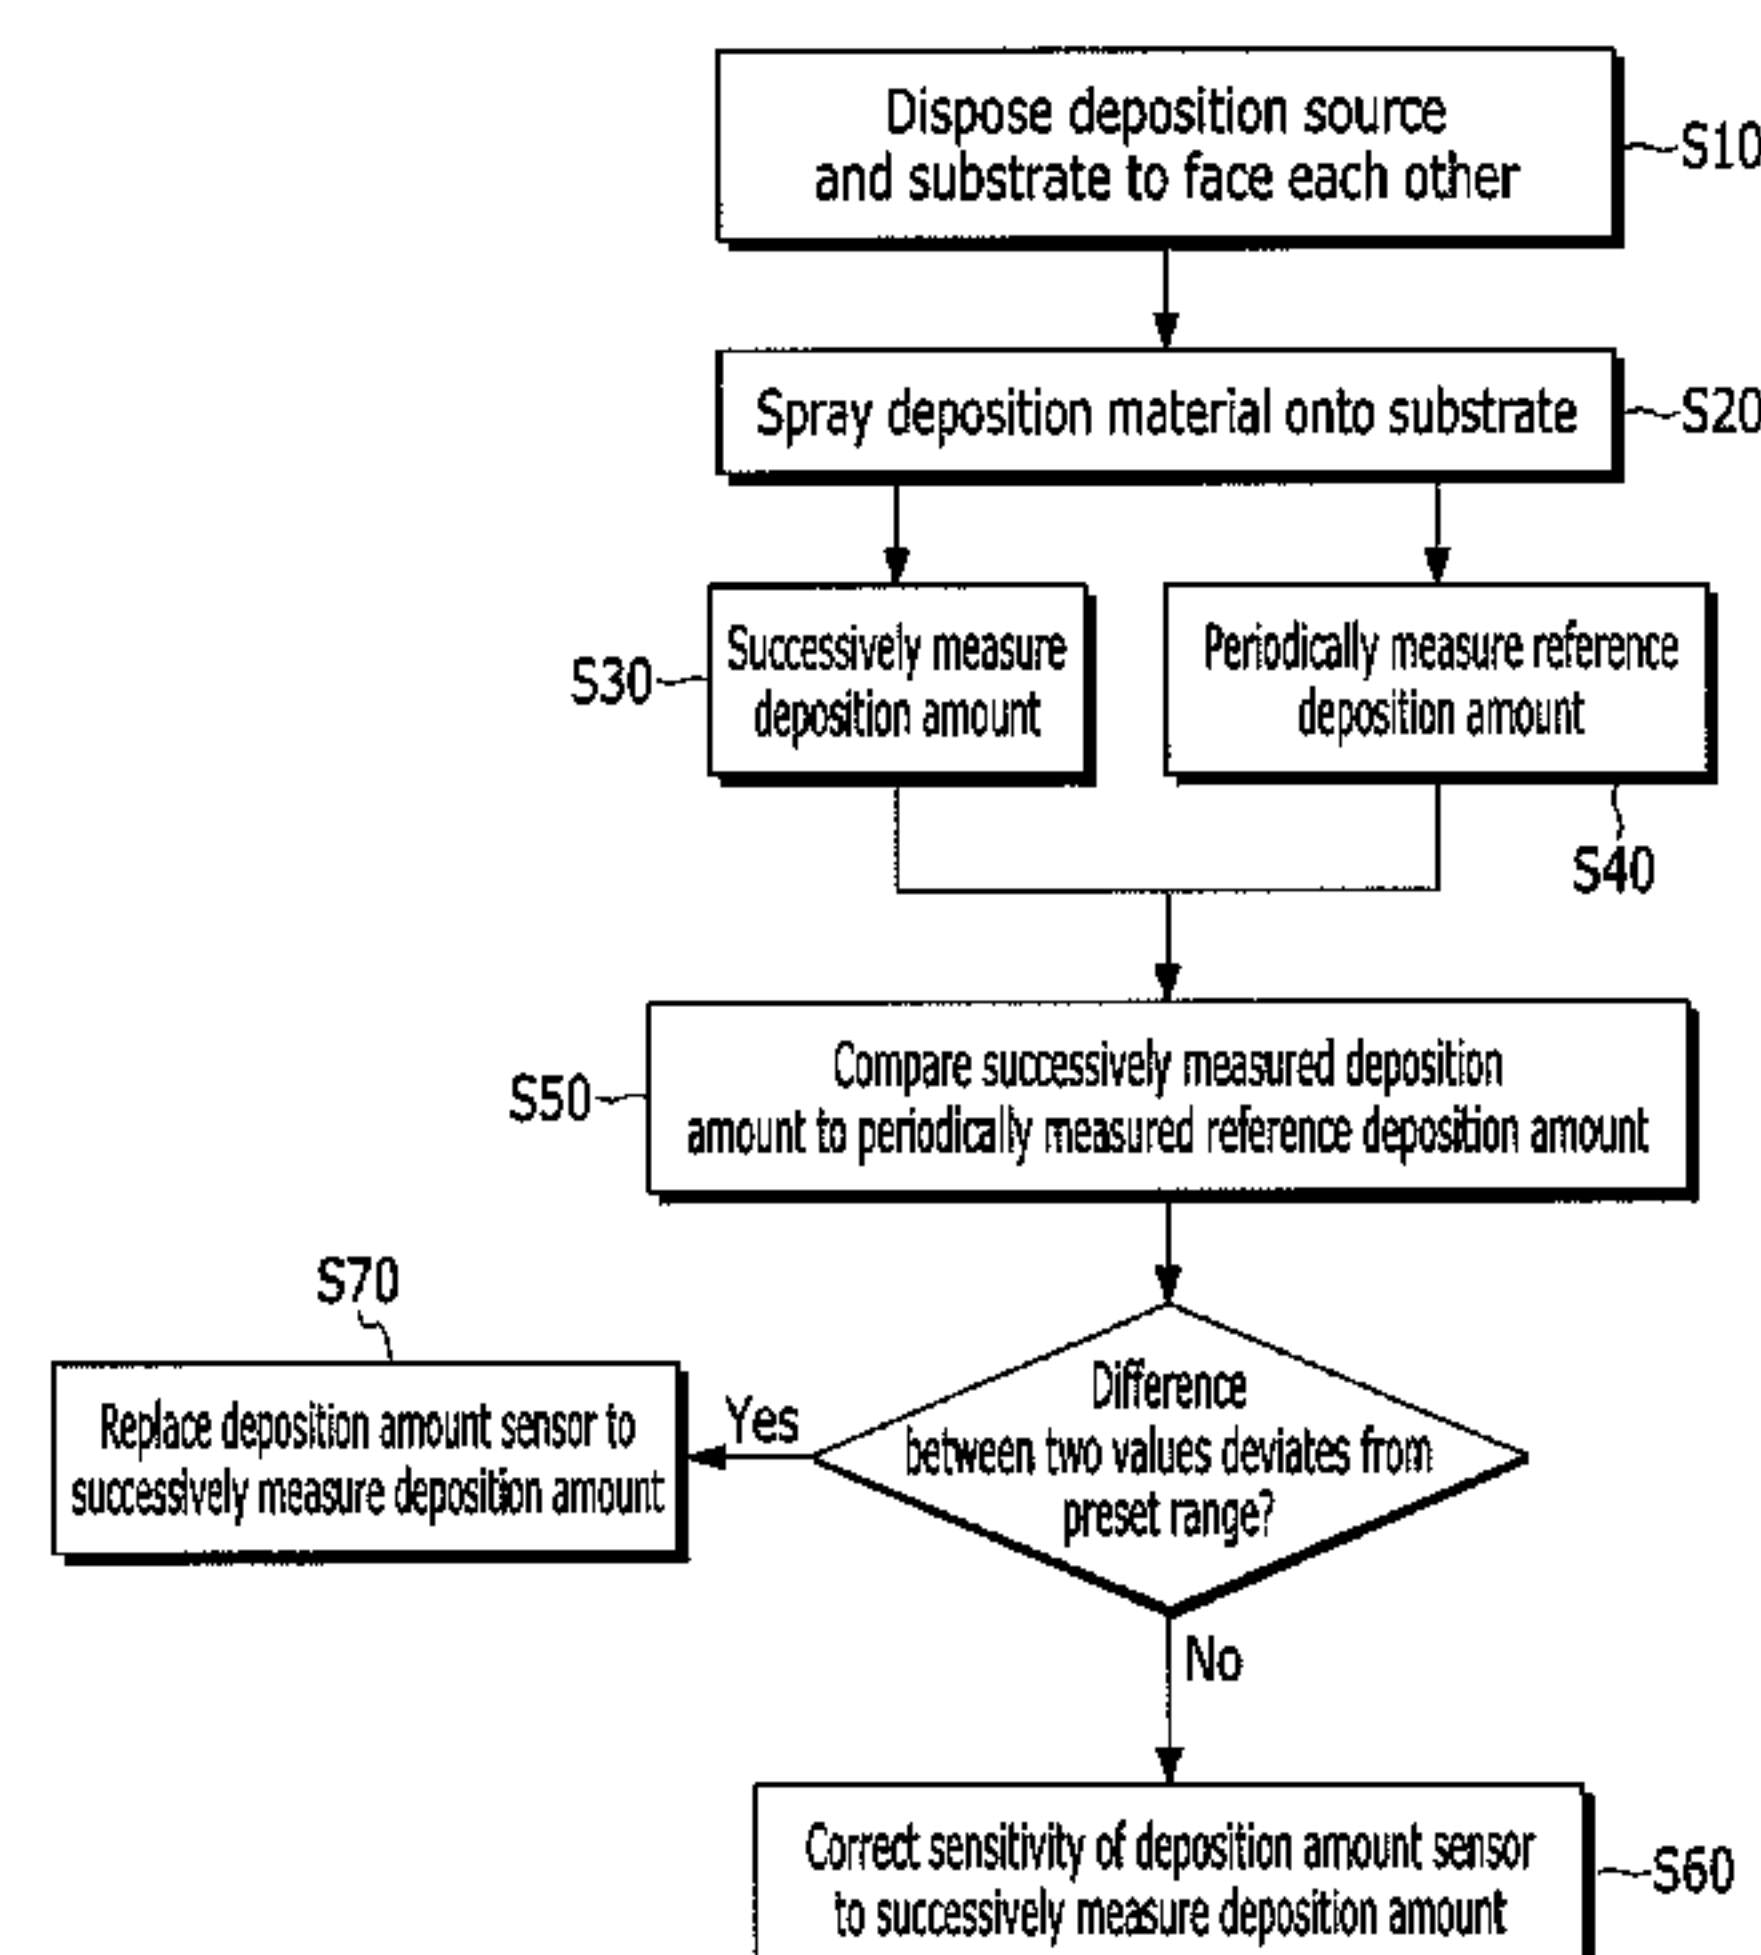 Dispose deposition source
and substrate to face each other
S10
Spray deposition material onto substrate
S20
S30
Successively measure
deposition amount
Periodically measure reference
deposition amount
S40
S50
Compare successively measured deposition
amount to periodically measured reference deposition amount
S70
Replace deposition amount sensor to
successively measure deposition amount
Yes
Difference
between two values deviates from
preset range?
No
Correct sensitivity of deposition amount sensor
to successively measure deposition amount
S60